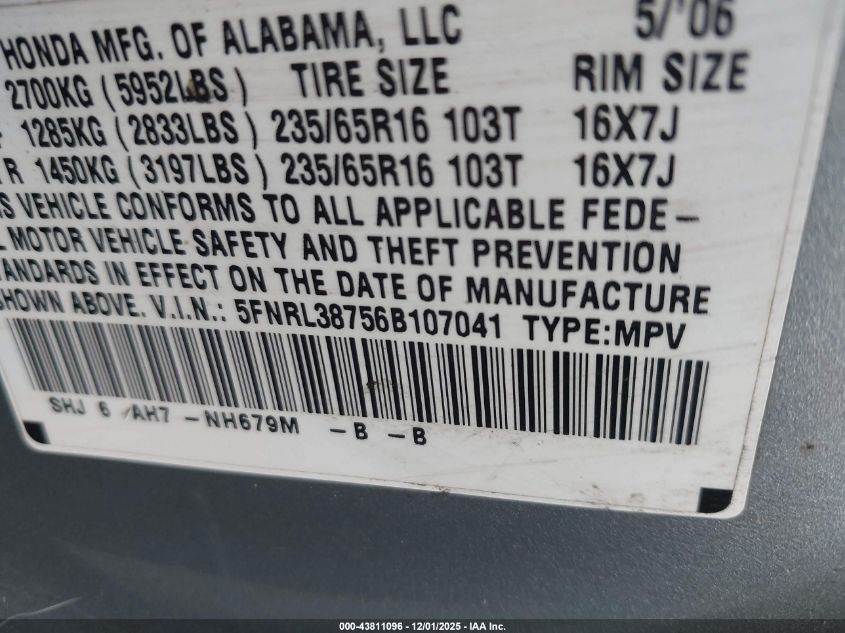 HONDA MFG. OF ALABAMA, LLC 5/'06
2700KG (5952LBS) TIRE SIZE RIM SIZE
1285KG (2833LBS) 235/65R16 103T 16X7J
R 1450KG (3197LBS) 235/65R16 103T 16X7J
S VEHICLE CONFORMS TO ALL APPLICABLE FEDE-
L MOTOR VEHICLE SAFETY AND THEFT PREVENTION
TANDARDS IN EFFECT ON THE DATE OF MANUFACTURE
SHOWN ABOVE. V.I.N.: 5FNRL38756B107041 TYPE:MPV
SHJ 6 AH7 -NH679M -B -B
000-43811096 - 12/01/2025 - IAA Inc.